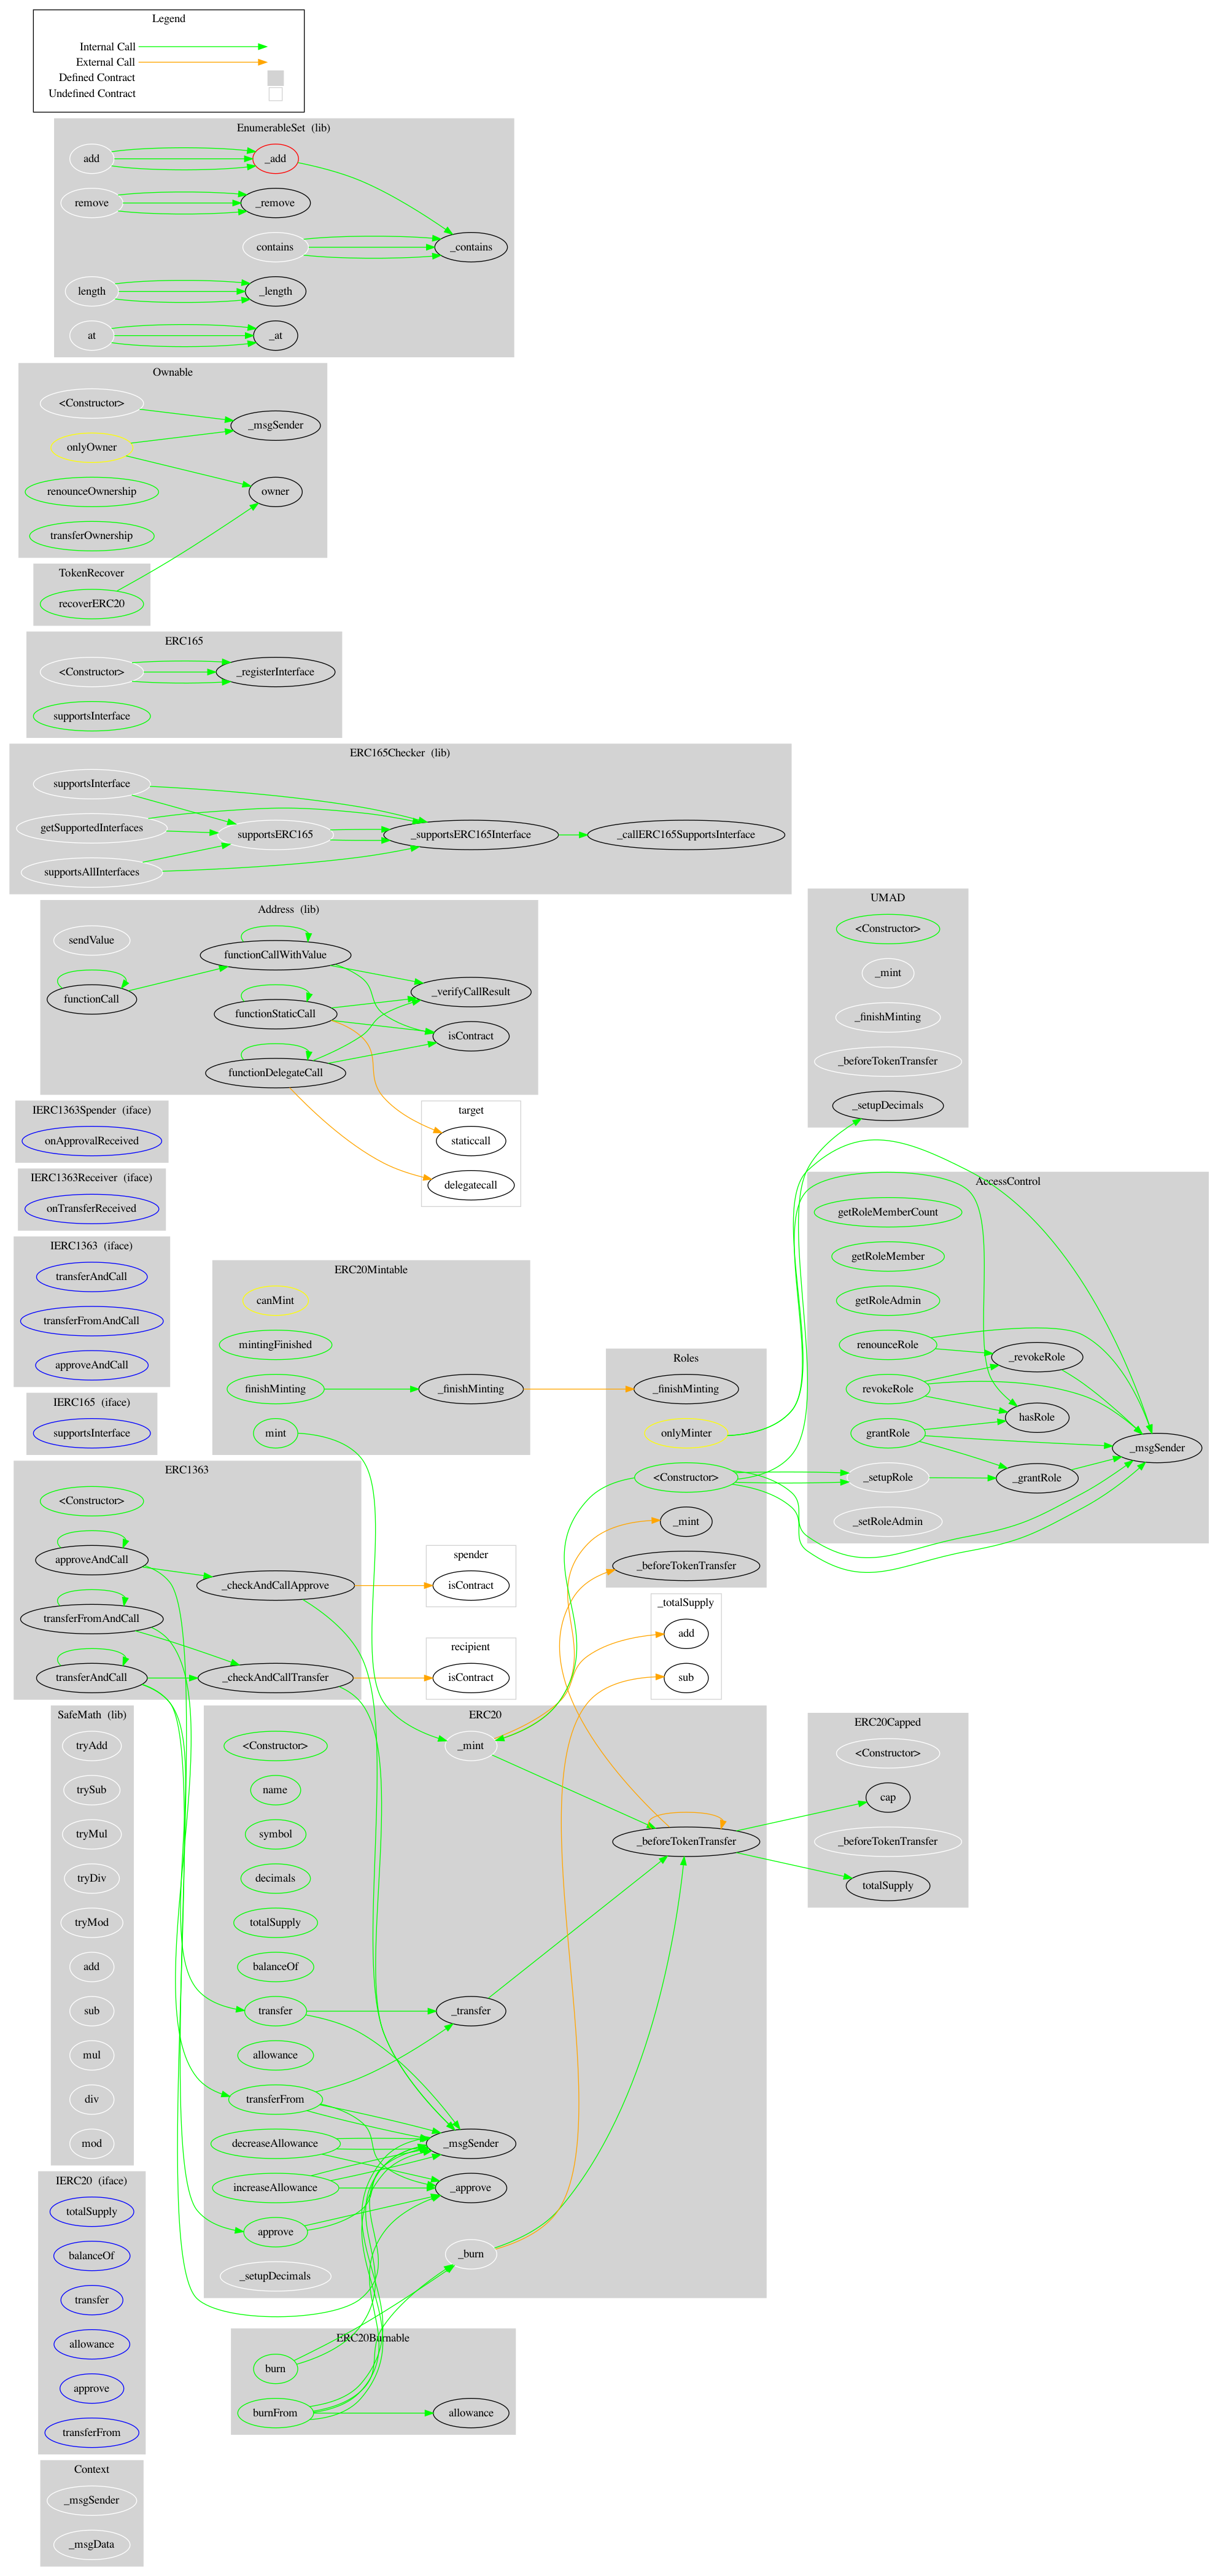 Legend
Internal Call
External Call
Defined Contract
Undefined Contract
EnumerableSet (lib)
add
_add
remove
_remove
contains
_contains
length
_length
at
_at
Ownable
<Constructor>
_msgSender
onlyOwner
renounceOwnership
owner
transferOwnership
TokenRecover
recoverERC20
ERC165
<Constructor>
_registerInterface
supportsInterface
ERC165Checker (lib)
supportsInterface
getSupportedInterfaces
supportsERC165
_supportsERC165Interface
_callERC165SupportsInterface
supportsAllInterfaces
Address (lib)
sendValue
functionCallWithValue
functionCall
_verifyCallResult
functionStaticCall
isContract
functionDelegateCall
target
staticcall
delegatecall
UMAD
<Constructor>
_mint
_finishMinting
_beforeTokenTransfer
_setupDecimals
IERC1363Spender (iface)
onApprovalReceived
IERC1363Receiver (iface)
onTransferReceived
IERC1363 (iface)
transferAndCall
transferFromAndCall
approveAndCall
IERC165 (iface)
supportsInterface
ERC20Mintable
canMint
mintingFinished
finishMinting
_finishMinting
mint
Roles
_finishMinting
onlyMinter
<Constructor>
_mint
_beforeTokenTransfer
AccessControl
getRoleMemberCount
getRoleMember
getRoleAdmin
renounceRole
_revokeRole
revokeRole
hasRole
grantRole
_msgSender
_setupRole
_grantRole
_setRoleAdmin
ERC1363
<Constructor>
approveAndCall
_checkAndCallApprove
transferFromAndCall
transferAndCall
_checkAndCallTransfer
spender
isContract
recipient
isContract
_totalSupply
add
sub
SafeMath (lib)
tryAdd
trySub
tryMul
tryDiv
tryMod
add
sub
mul
div
mod
ERC20
<Constructor>
_mint
name
symbol
_beforeTokenTransfer
decimals
totalSupply
balanceOf
transfer
_transfer
allowance
transferFrom
decreaseAllowance
_msgSender
increaseAllowance
_approve
approve
_burn
_setupDecimals
ERC20Capped
<Constructor>
cap
_beforeTokenTransfer
totalSupply
IERC20 (iface)
totalSupply
balanceOf
transfer
allowance
approve
transferFrom
ERC20Burnable
burn
burnFrom
allowance
Context
_msgSender
_msgData